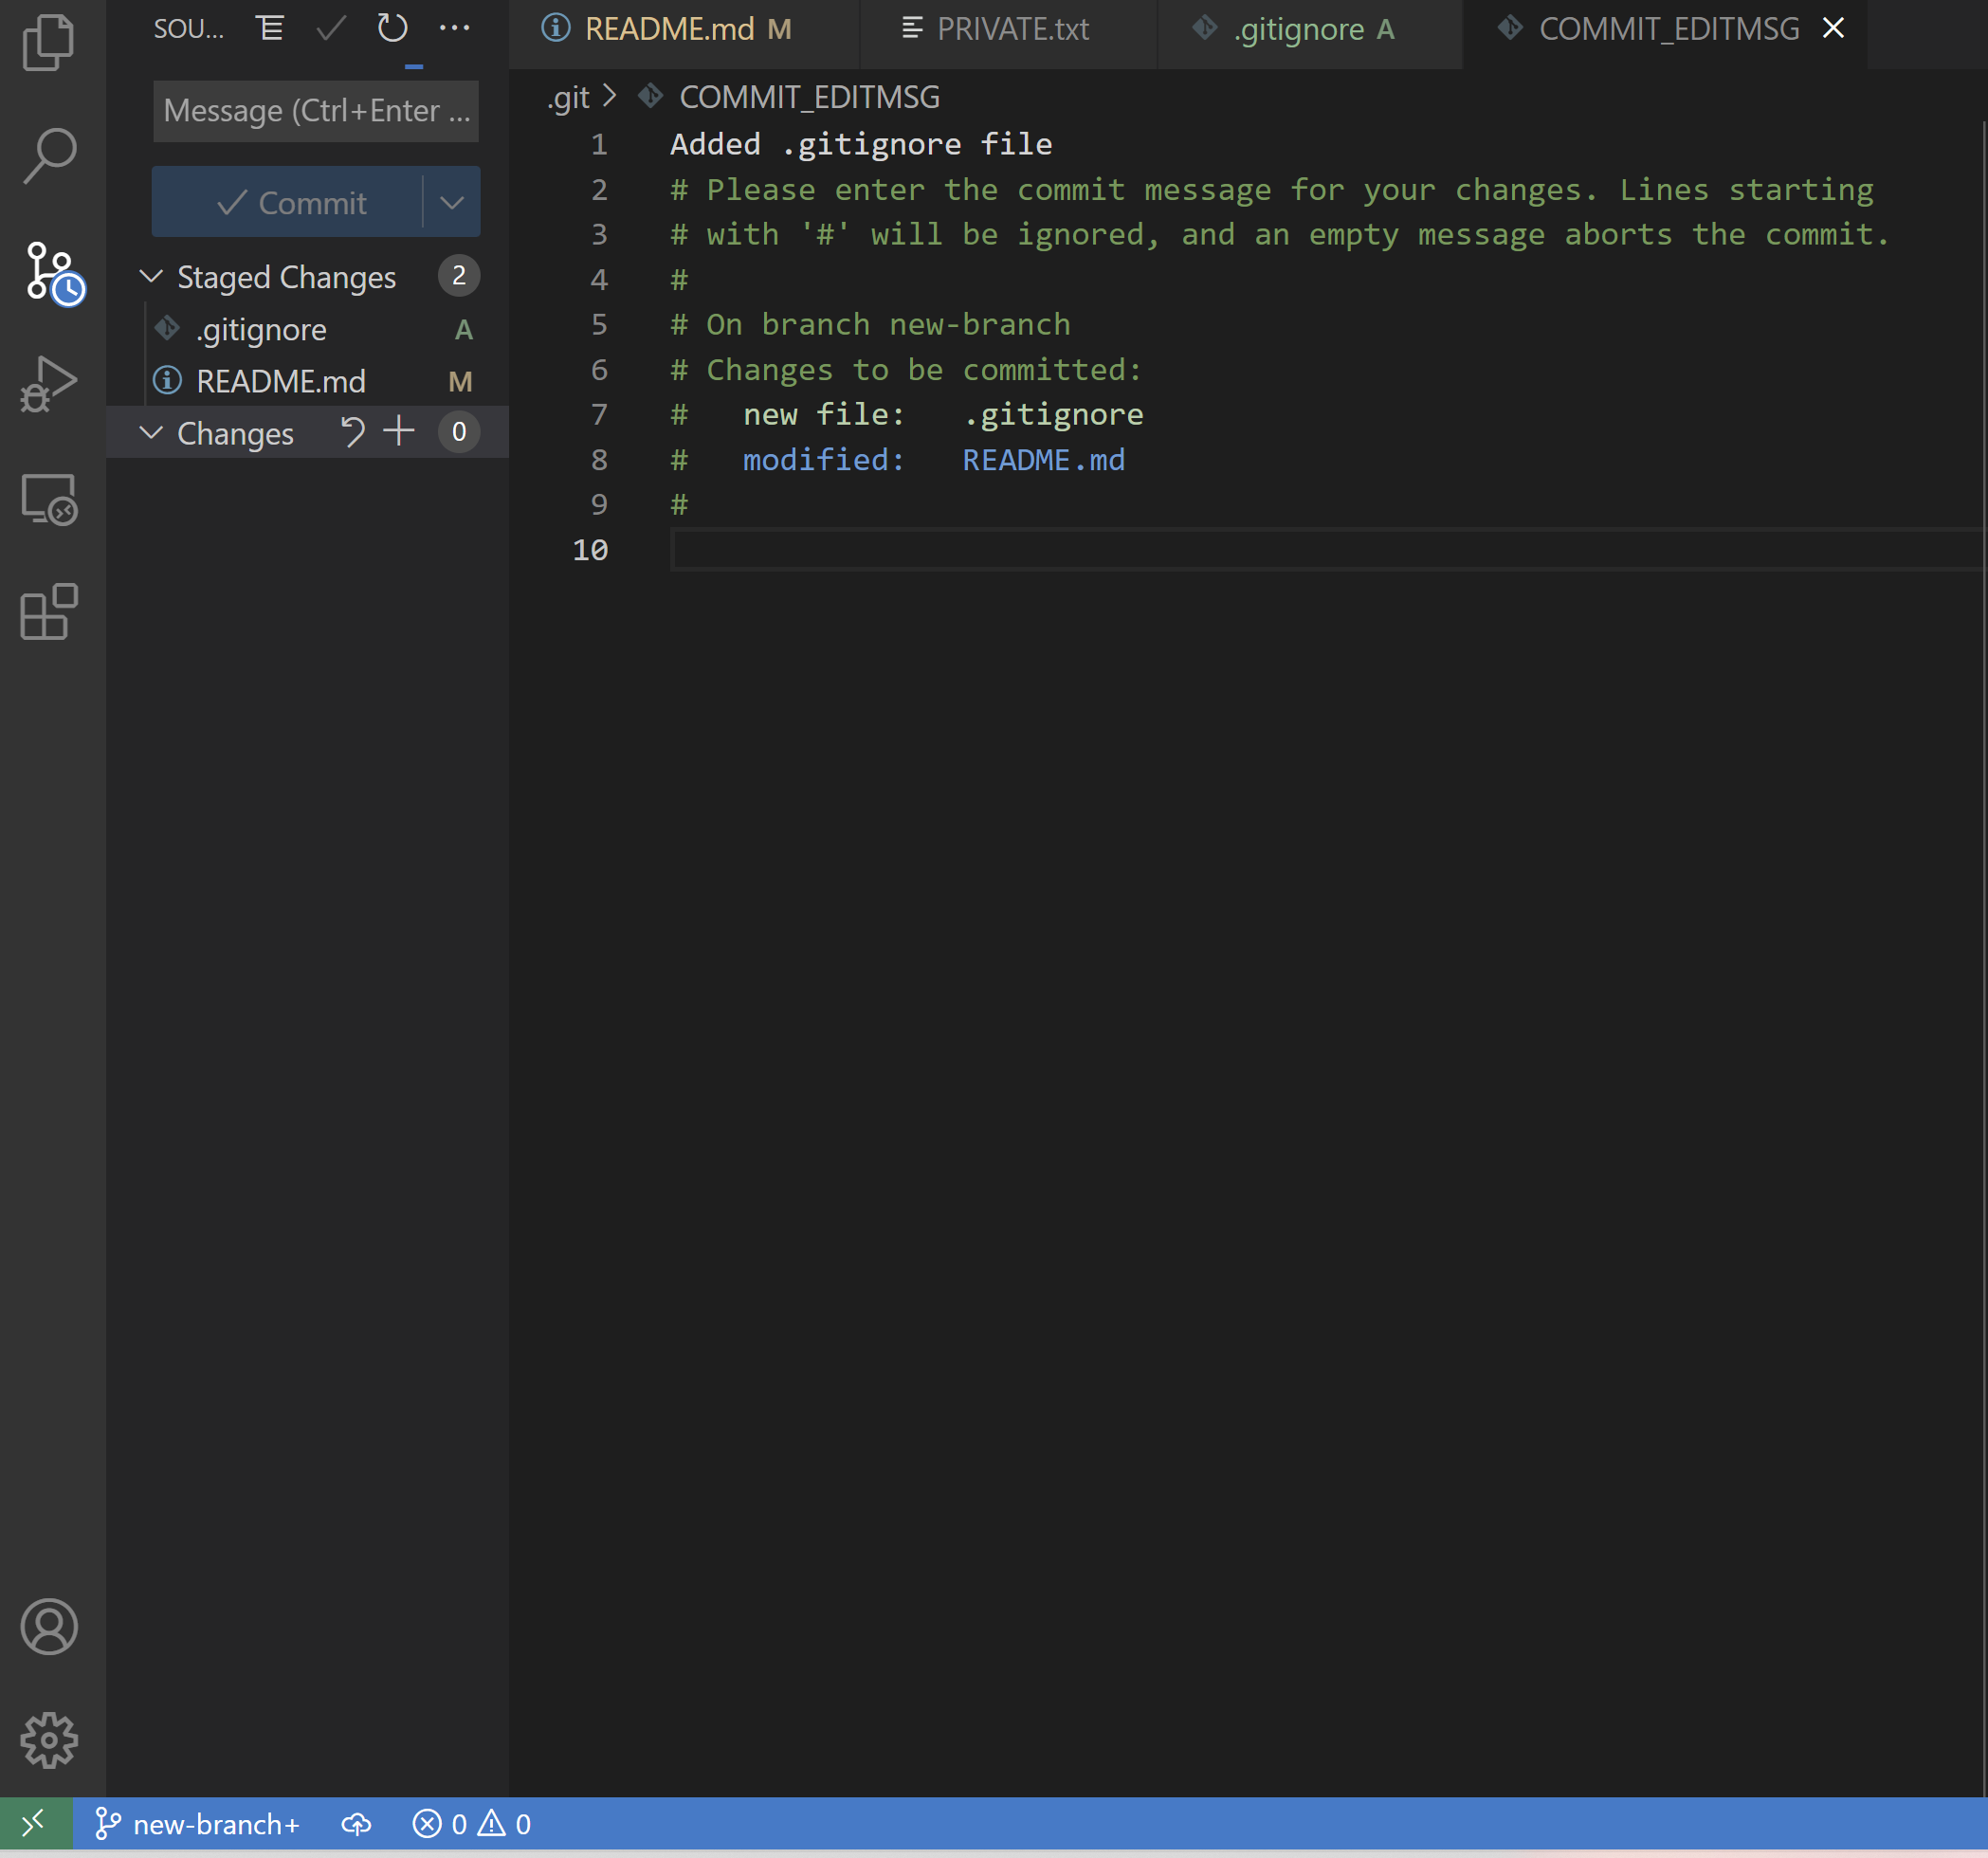 SOU...
Message (Ctrl+Enter ...
Commit
Staged Changes 2
.gitignore A
README.md M
Changes 0
README.md M
PRIVATE.txt
.gitignore A
COMMIT_EDITMSG
.git > COMMIT_EDITMSG
1 Added .gitignore file
2 # Please enter the commit message for your changes. Lines starting
3 # with '#' will be ignored, and an empty message aborts the commit.
4 #
5 # On branch new-branch
6 # Changes to be committed:
7 #   new file:   .gitignore
8 #   modified:   README.md
9 #
10
new-branch+ 0 0